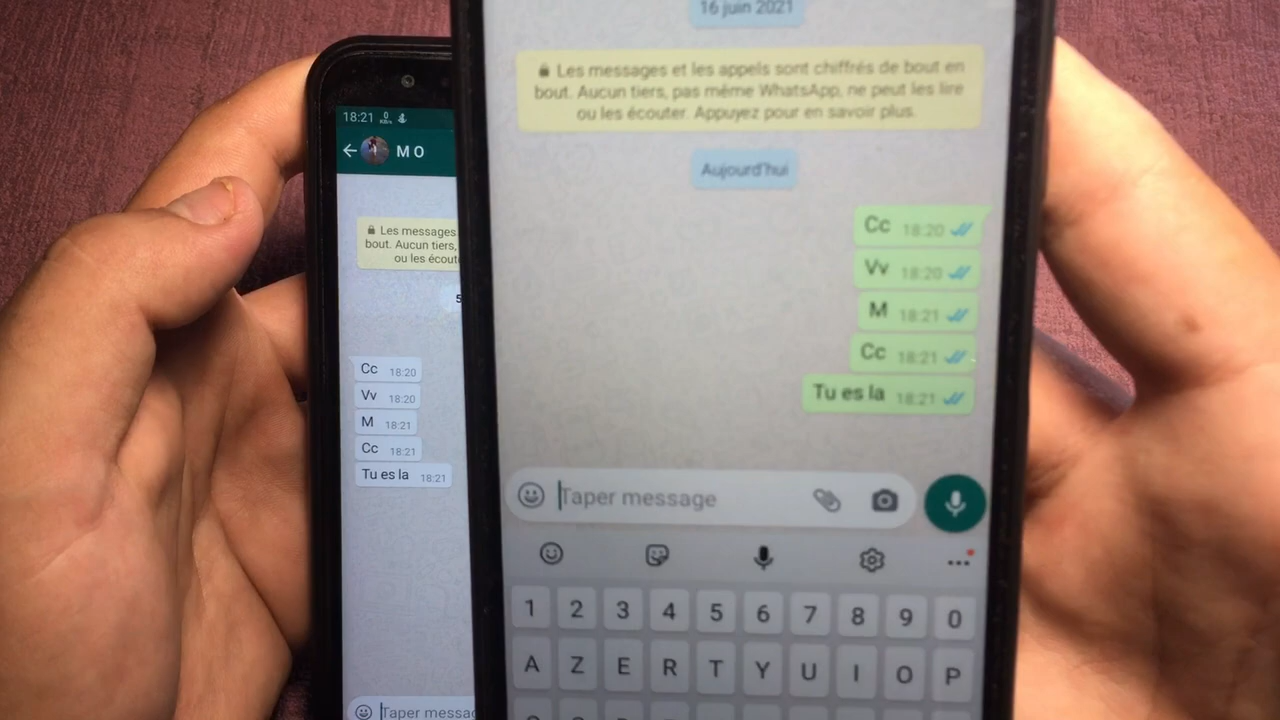 18:21 0 KB/s
M O
Les messages
bout. Aucun tiers,
ou les écout
5
Cc 18:20
Vv 18:20
M 18:21
Cc 18:21
Tu es la 18:21
Taper messag
16 juin 2021
Les messages et les appels sont chiffrés de bout en
bout. Aucun tiers, pas même WhatsApp, ne peut les lire
ou les écouter. Appuyez pour en savoir plus.
Aujourd'hui
Cc 18:20
Vv 18:20
M 18:21
Cc 18:21
Tu es la 18:21
Taper message
1 2 3 4 5 6 7 8 9 0
A Z E R T Y U I O P